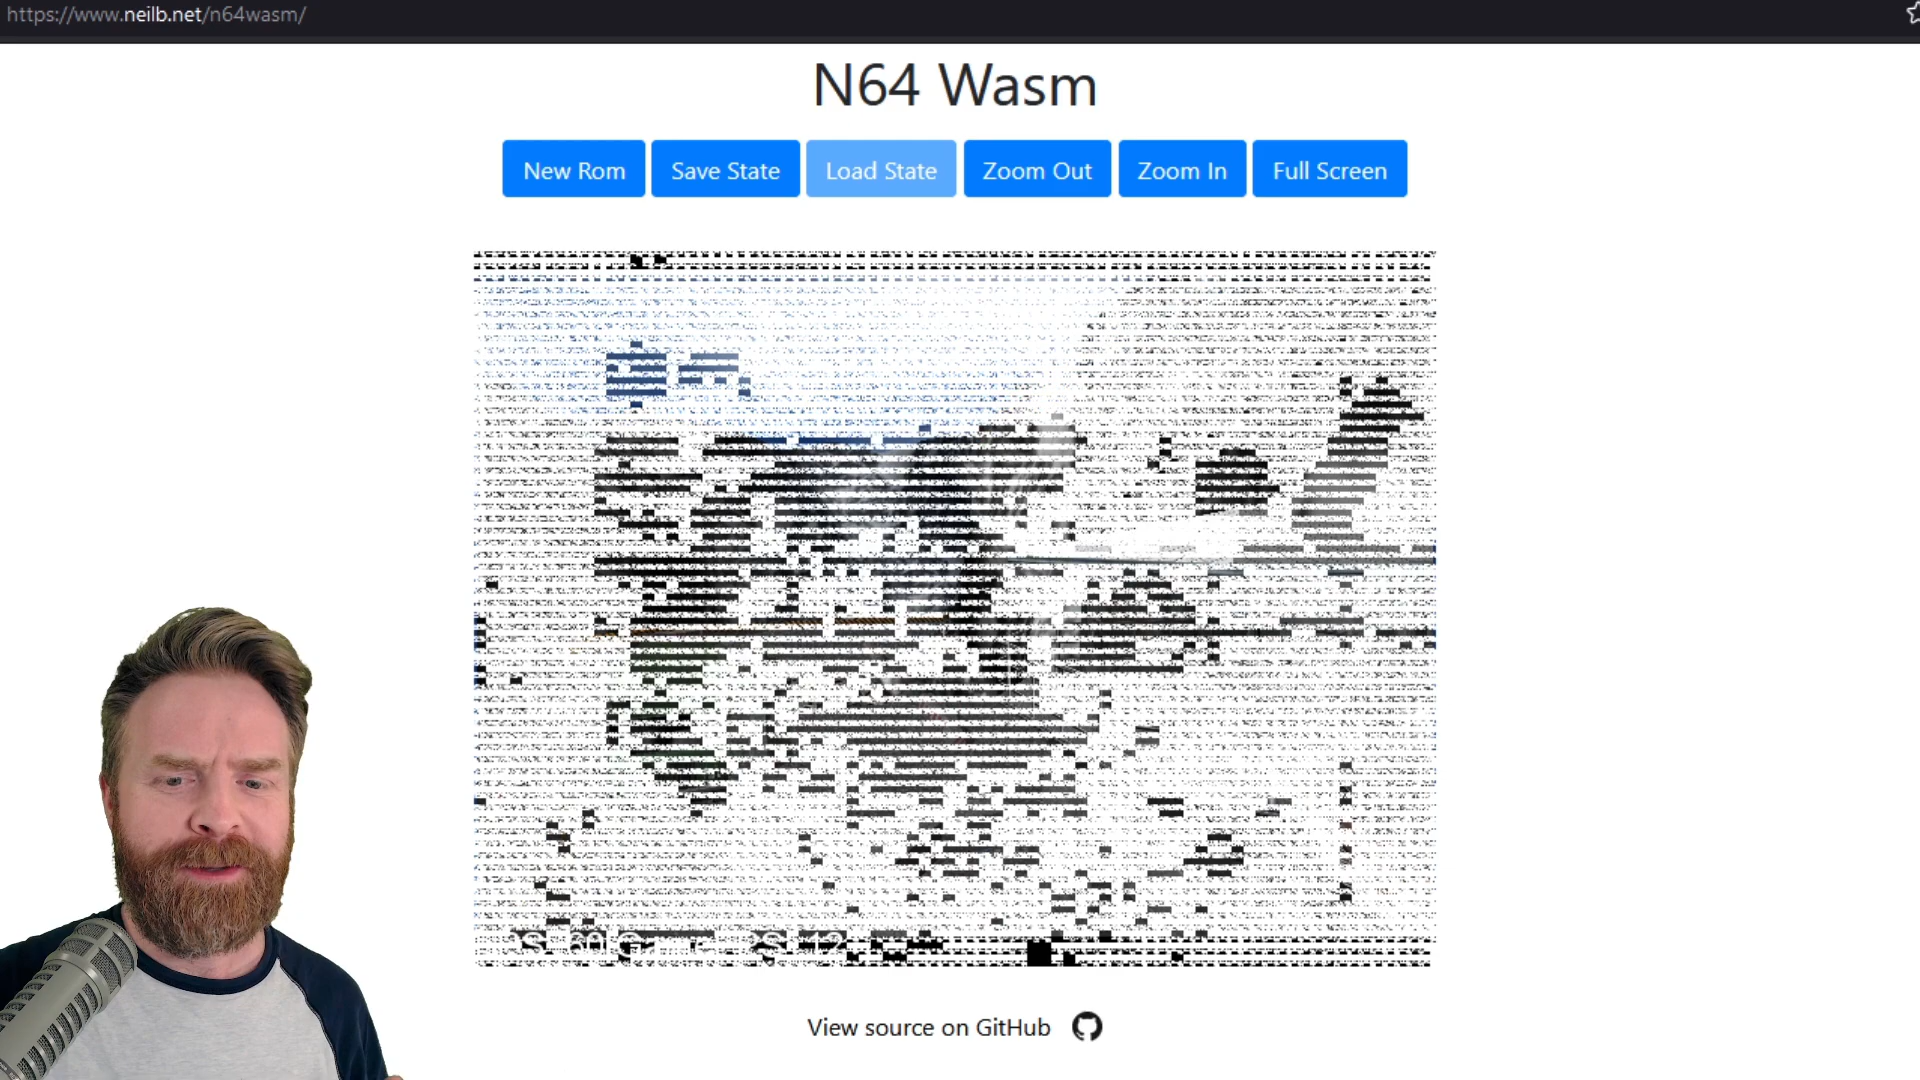 https://www.neilb.net/n64wasm/
N64 Wasm
New Rom
Save State
Load State
Zoom Out
Zoom In
Full Screen
View source on GitHub